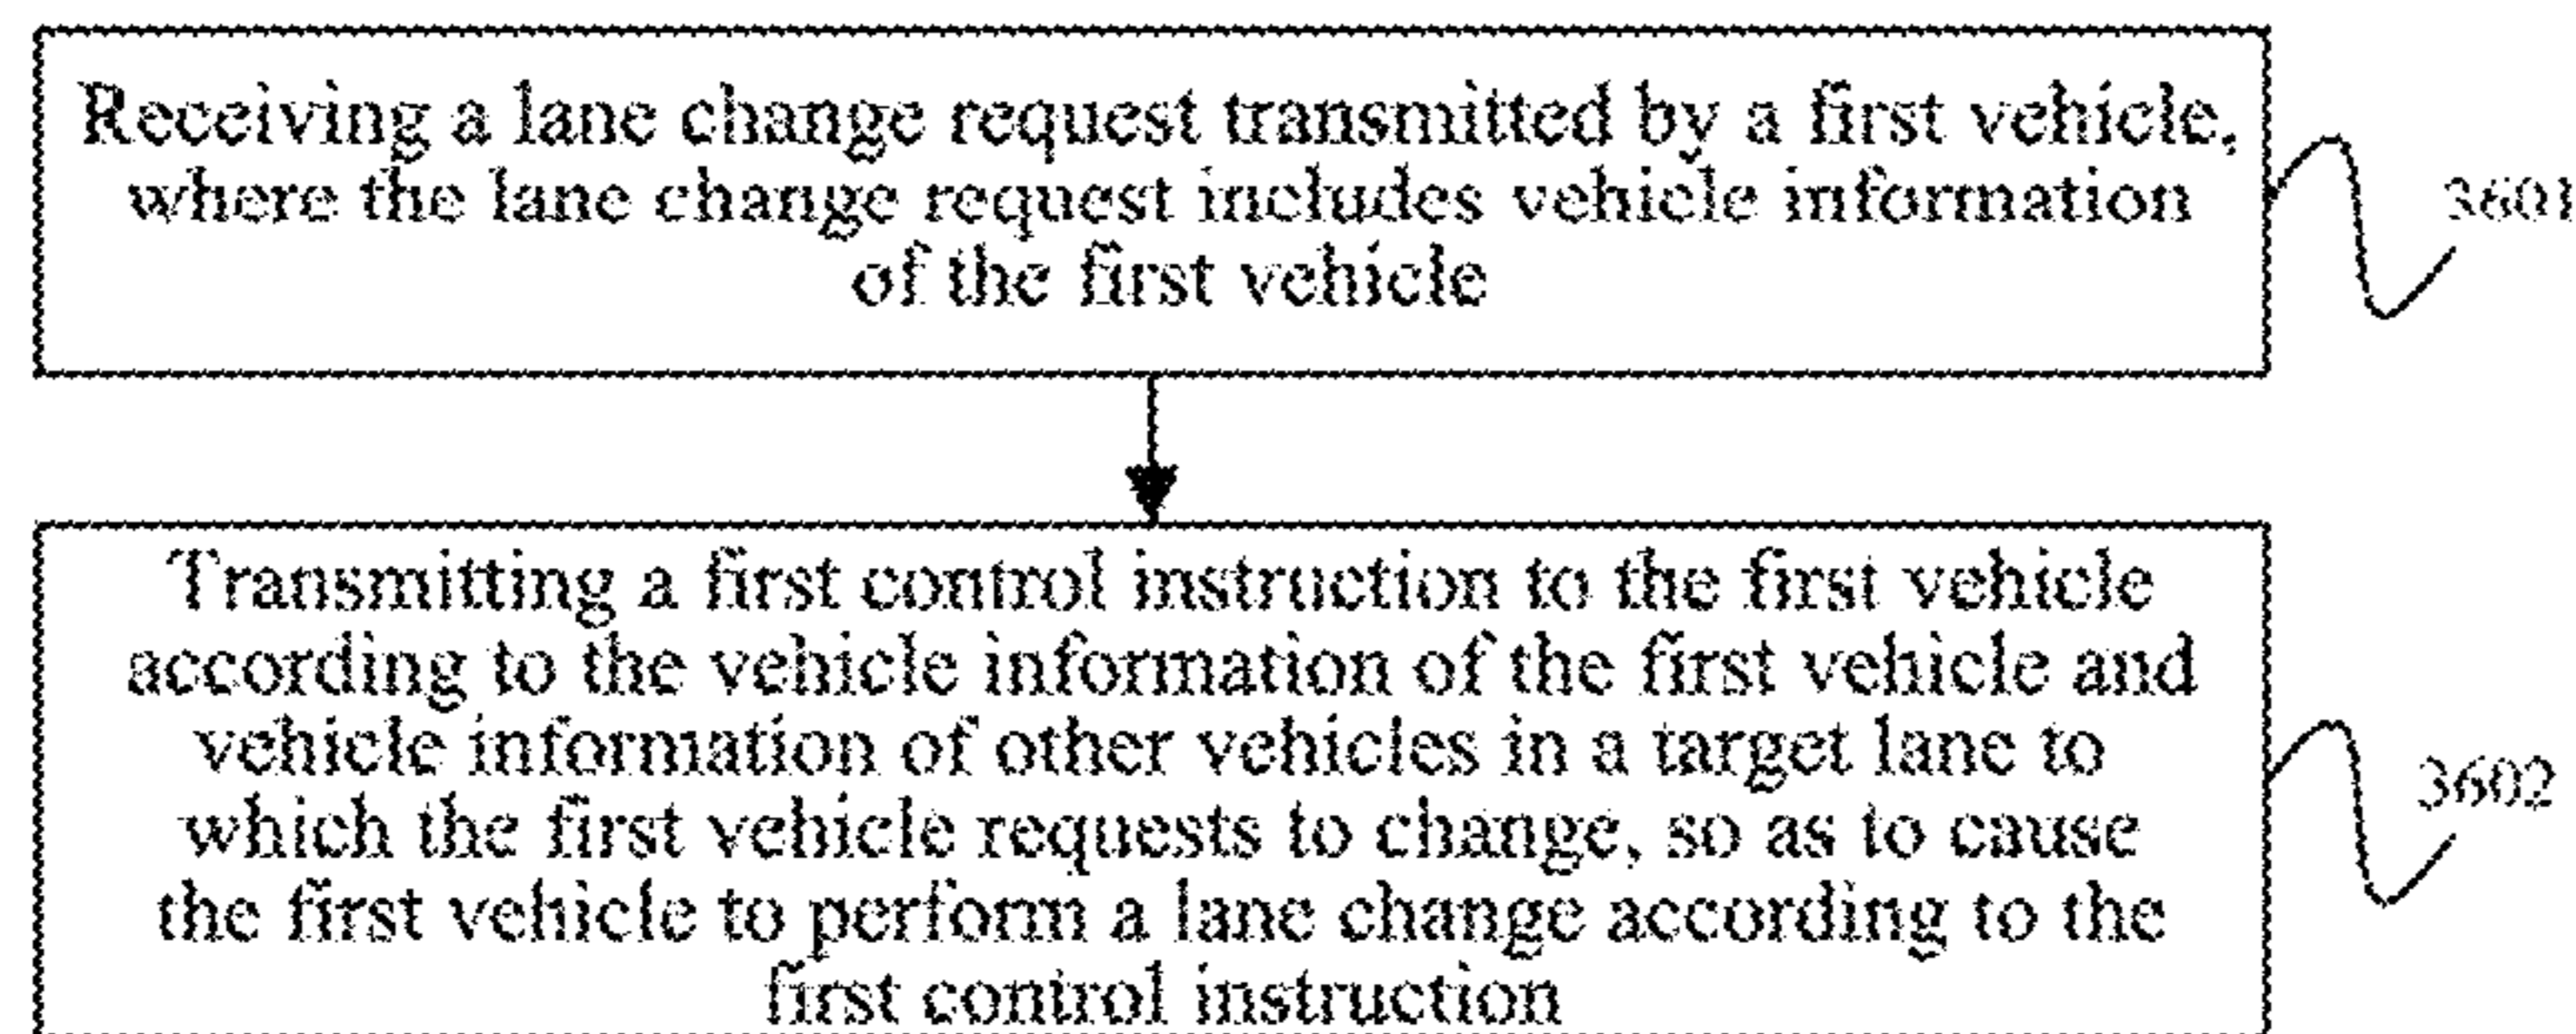 Receiving a lane change request transmitted by a first vehicle,
where the lane change request includes vehicle information
of the first vehicle
3601
Transmitting a first control instruction to the first vehicle
according to the vehicle information of the first vehicle and
vehicle information of other vehicles in a target lane to
which the first vehicle requests to change, so as to cause
the first vehicle to perform a lane change according to the
first control instruction
3602